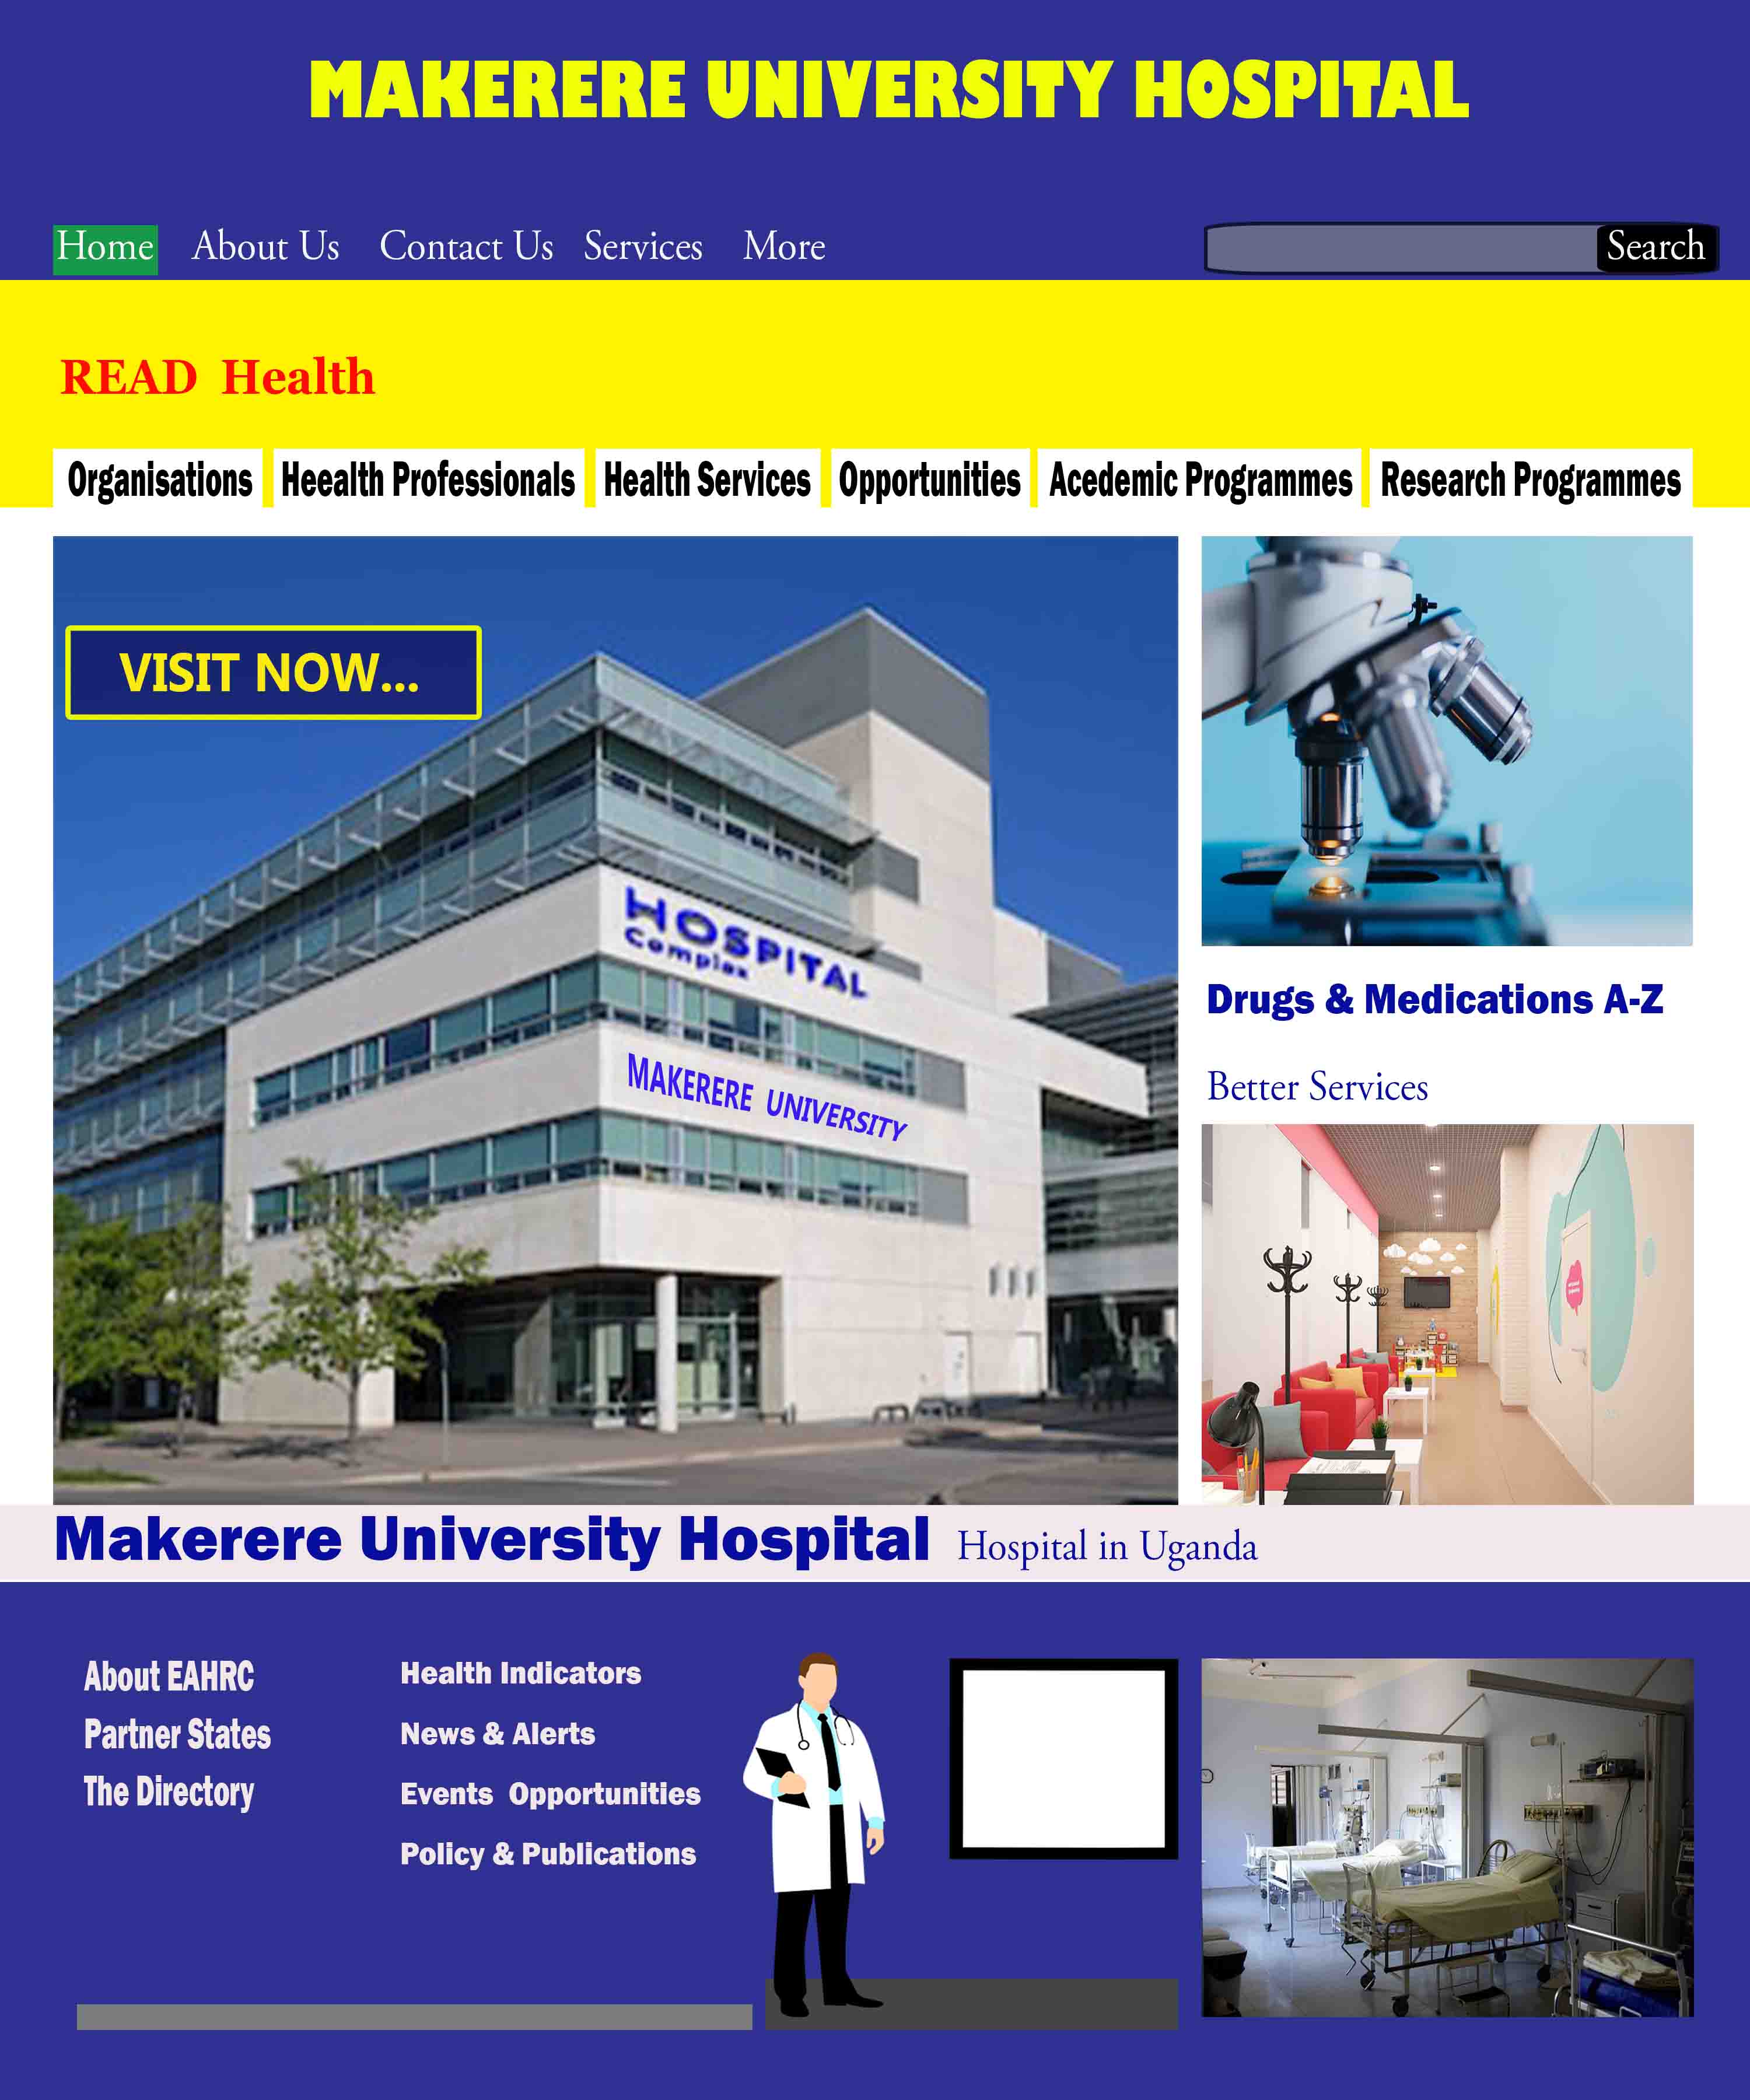 MAKERERE UNIVERSITY HOSPITAL
Home About Us Contact Us Services More Search
READ Health
Organisations Heealth Professionals Health Services Opportunities Acedemic Programmes Research Programmes
VISIT NOW...
HOSPITAL
Complex
MAKERERE UNIVERSITY
Drugs & Medications A-Z
Better Services
Makerere University Hospital Hospital in Uganda
About EAHRC
Partner States
The Directory
Health Indicators
News & Alerts
Events Opportunities
Policy & Publications